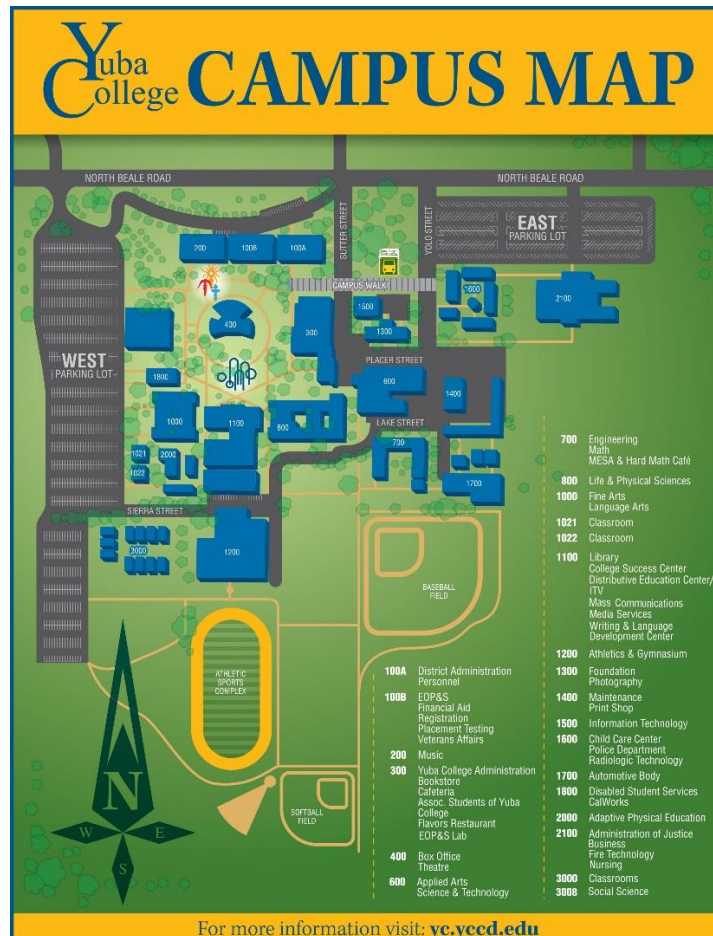 Yuba
College
CAMPUS MAP
NORTH BEALE ROAD
NORTH BEALE ROAD
SUTTER STREET
YOLO STREET
EAST
PARKING LOT
200
100B
100A
CAMPUS WALK
1600
2100
400
300
1500
1300
WEST
PARKING LOT
PLACER STREET
1800
600
1400
1000
1100
800
LAKE STREET
700
1021
2000
1022
1700
SIERRA STREET
3000
1200
BASEBALL
FIELD
ATHLETIC
SPORTS
COMPLEX
SOFTBALL
FIELD
N
W
E
S
100A District Administration
Personnel
100B EOP&S
Financial Aid
Registration
Placement Testing
Veterans Affairs
200 Music
300 Yuba College Administration
Bookstore
Cafeteria
Assoc. Students of Yuba
College
Flavors Restaurant
EOP&S Lab
400 Box Office
Theatre
600 Applied Arts
Science & Technology
700 Engineering
Math
MESA & Hard Math Café
800 Life & Physical Sciences
1000 Fine Arts
Language Arts
1021 Classroom
1022 Classroom
1100 Library
College Success Center
Distributive Education Center/
ITV
Mass Communications
Media Services
Writing & Language
Development Center
1200 Athletics & Gymnasium
1300 Foundation
Photography
1400 Maintenance
Print Shop
1500 Information Technology
1600 Child Care Center
Police Department
Radiologic Technology
1700 Automotive Body
1800 Disabled Student Services
CalWorks
2000 Adaptive Physical Education
2100 Administration of Justice
Business
Fire Technology
Nursing
3000 Classrooms
3008 Social Science
For more information visit: yc.yccd.edu